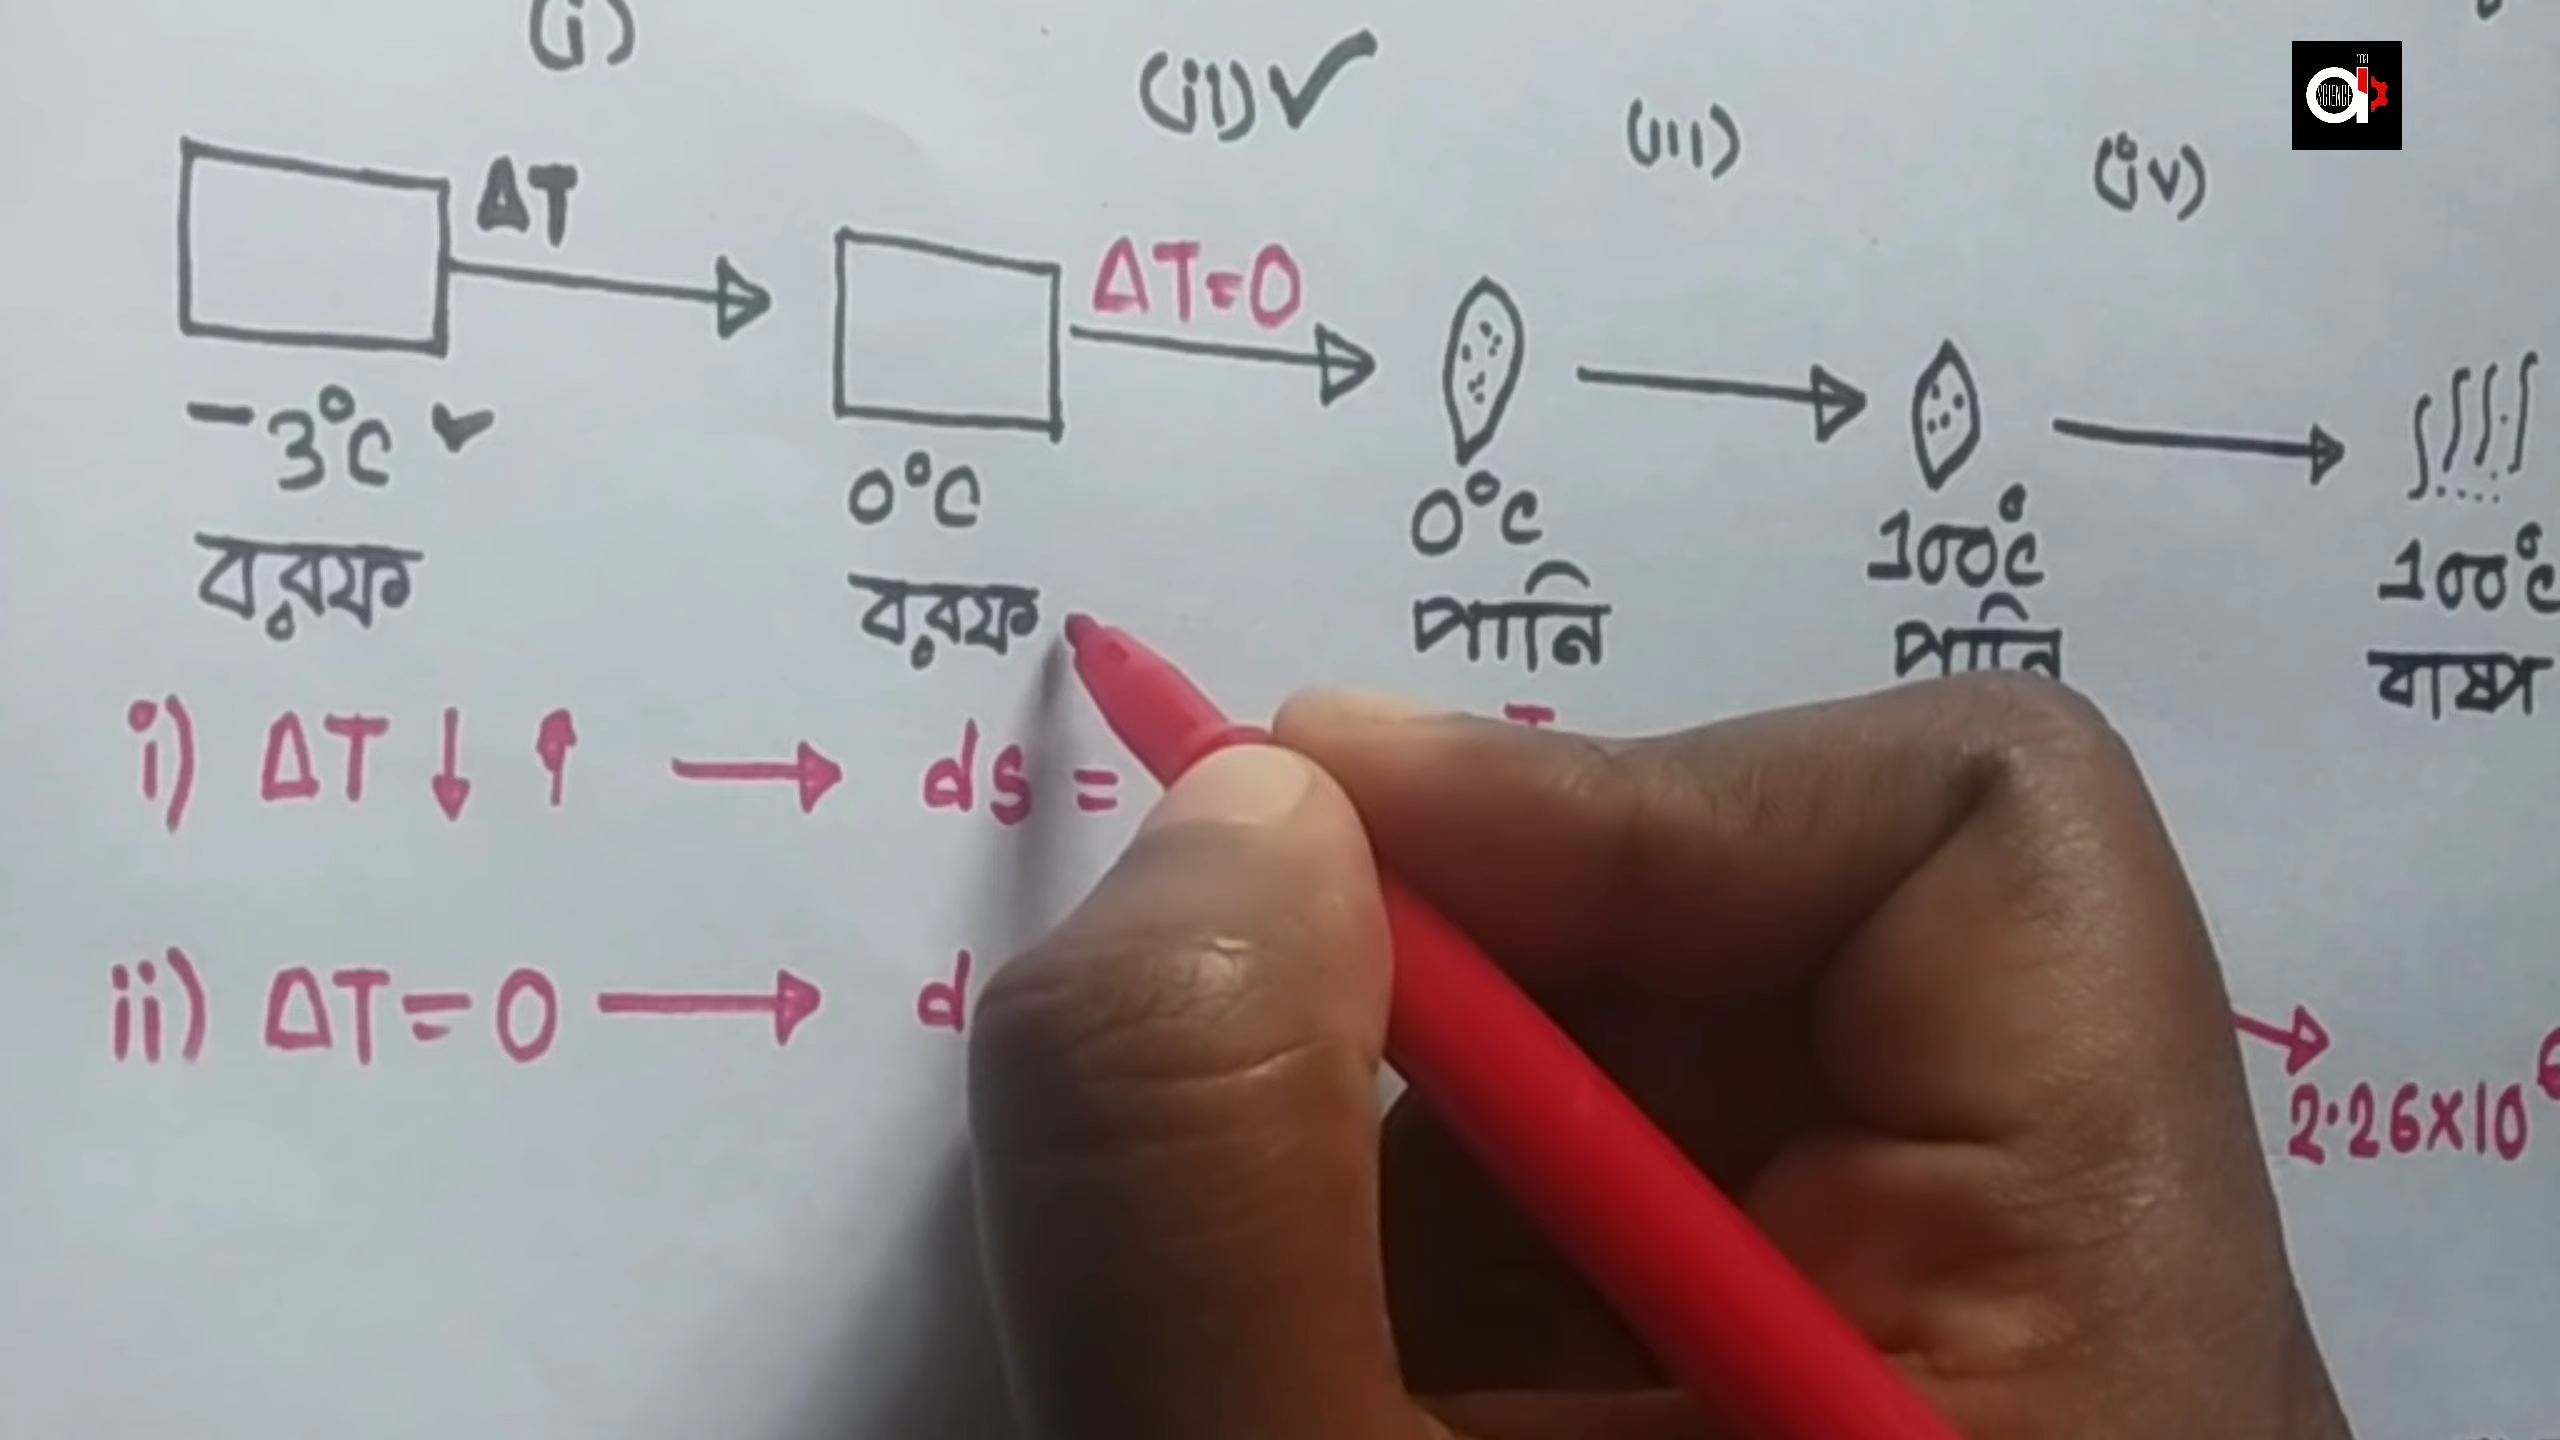 (i)
(ii) ✓
(iii)
(iv)
ΔT
ΔT=0
-3°C ✓
0°C
0°C
100°C
100°C
বরফ
বরফ
পানি
পানি
বাষ্প
i) ΔT ↓ ↑ → ds =
ii) ΔT = 0 → d
2.26×10
SCIENCE